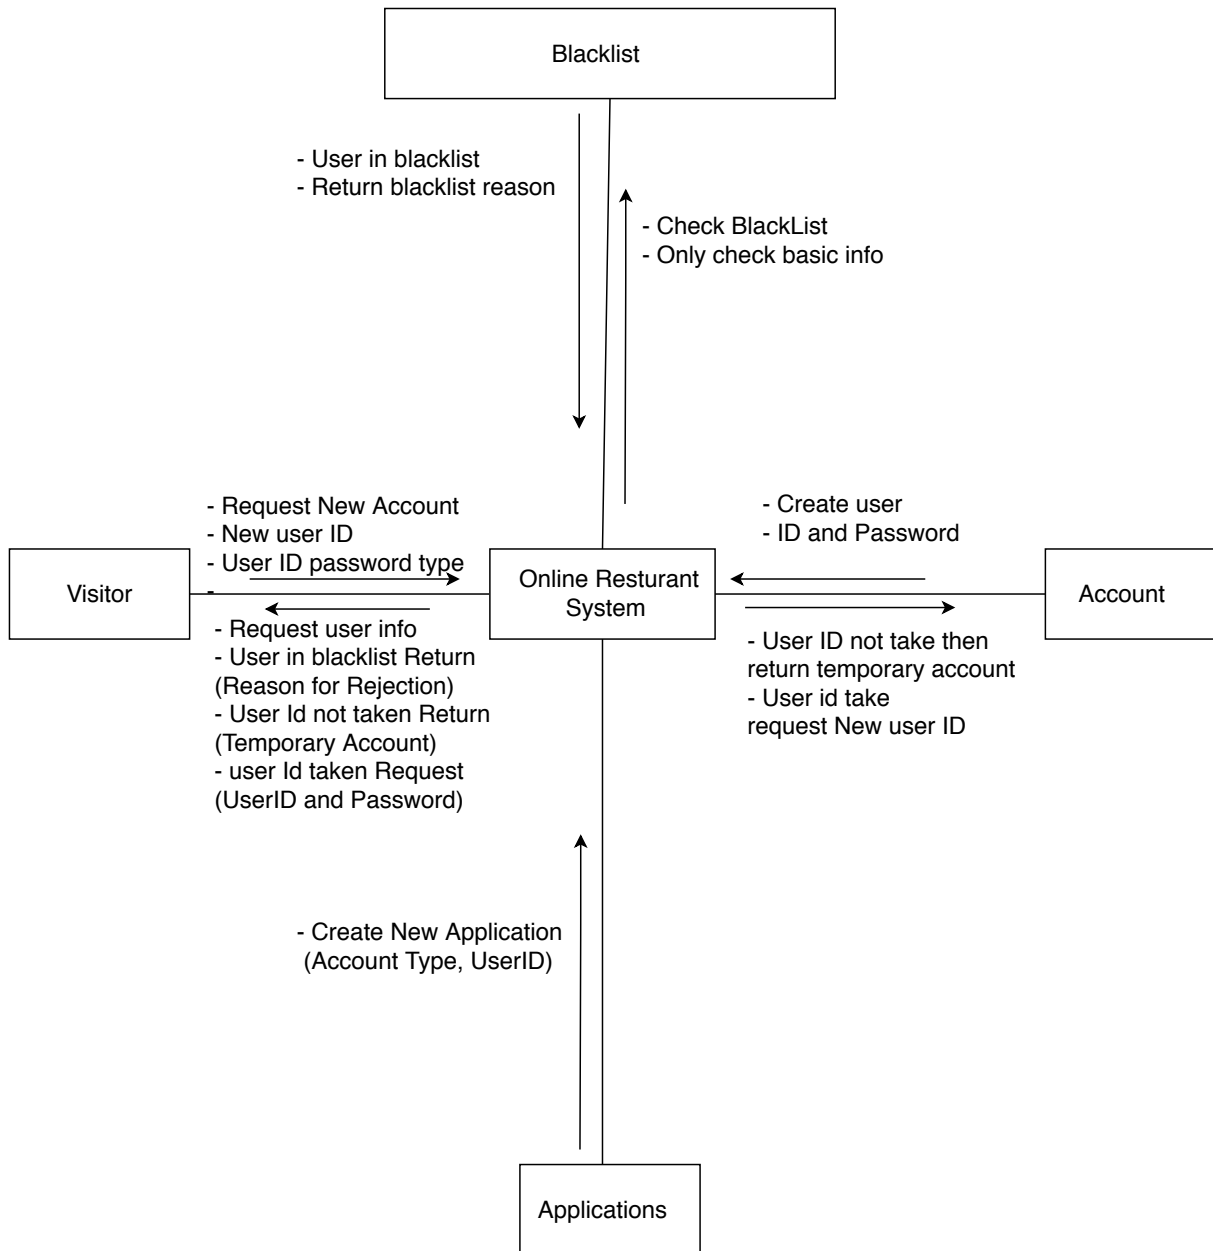 Blacklist
- User in blacklist
- Return blacklist reason
- Check BlackList
- Only check basic info
- Request New Account
- New user ID
- User ID password type
-
- Create user
- ID and Password
Visitor
Online Resturant
System
Account
- Request user info
- User in blacklist Return
(Reason for Rejection)
- User Id not taken Return
(Temporary Account)
- user Id taken Request
(UserID and Password)
- User ID not take then
return temporary account
- User id take
request New user ID
- Create New Application
(Account Type, UserID)
Applications